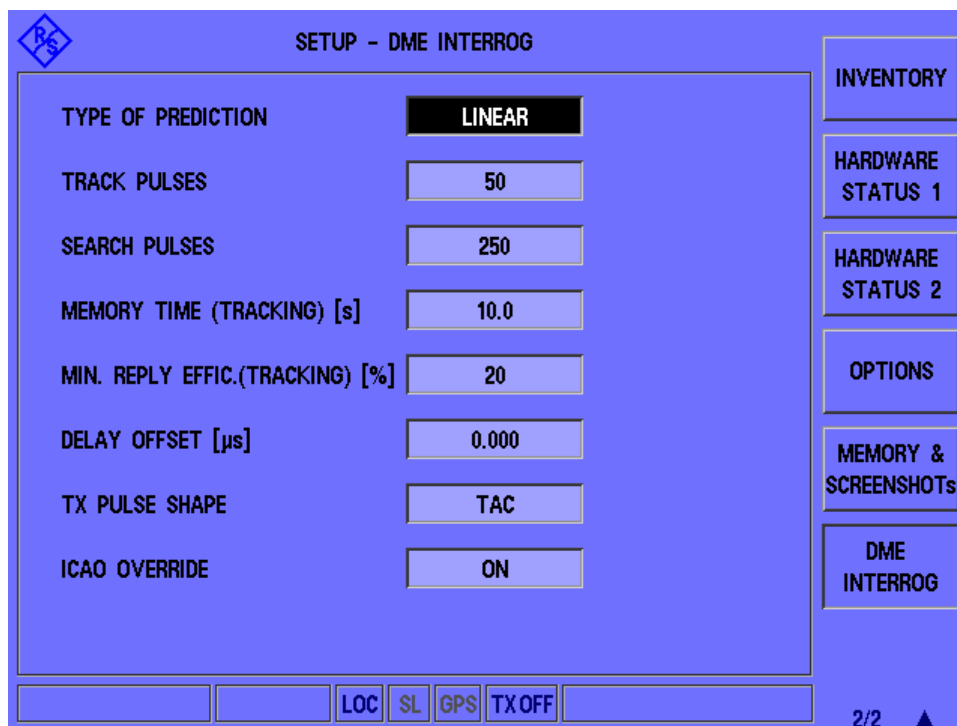 R/S
SETUP - DME INTERROG
TYPE OF PREDICTION LINEAR
TRACK PULSES 50
SEARCH PULSES 250
MEMORY TIME (TRACKING) [s] 10.0
MIN. REPLY EFFIC.(TRACKING) [%] 20
DELAY OFFSET [µs] 0.000
TX PULSE SHAPE TAC
ICAO OVERRIDE ON
LOC SL GPS TX OFF
INVENTORY
HARDWARE
STATUS 1
HARDWARE
STATUS 2
OPTIONS
MEMORY &
SCREENSHOTs
DME
INTERROG
2/2